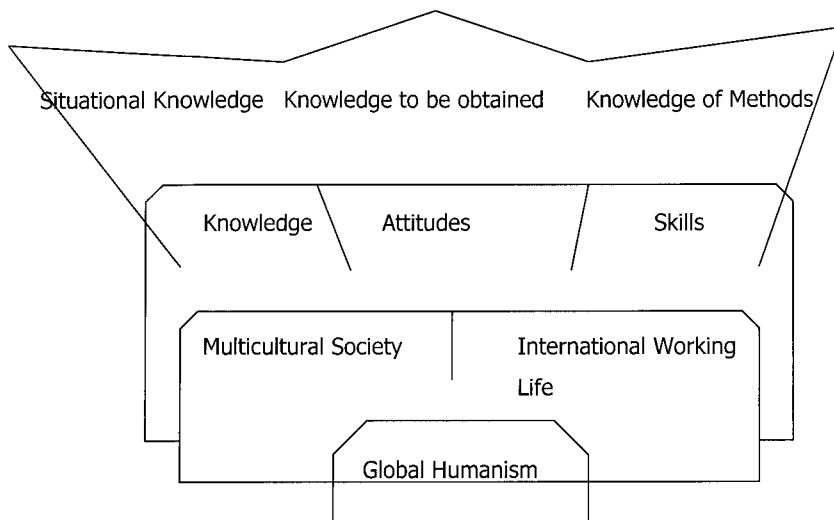 Situational Knowledge Knowledge to be obtained Knowledge of Methods
Knowledge Attitudes Skills
Multicultural Society International Working
Life
Global Humanism